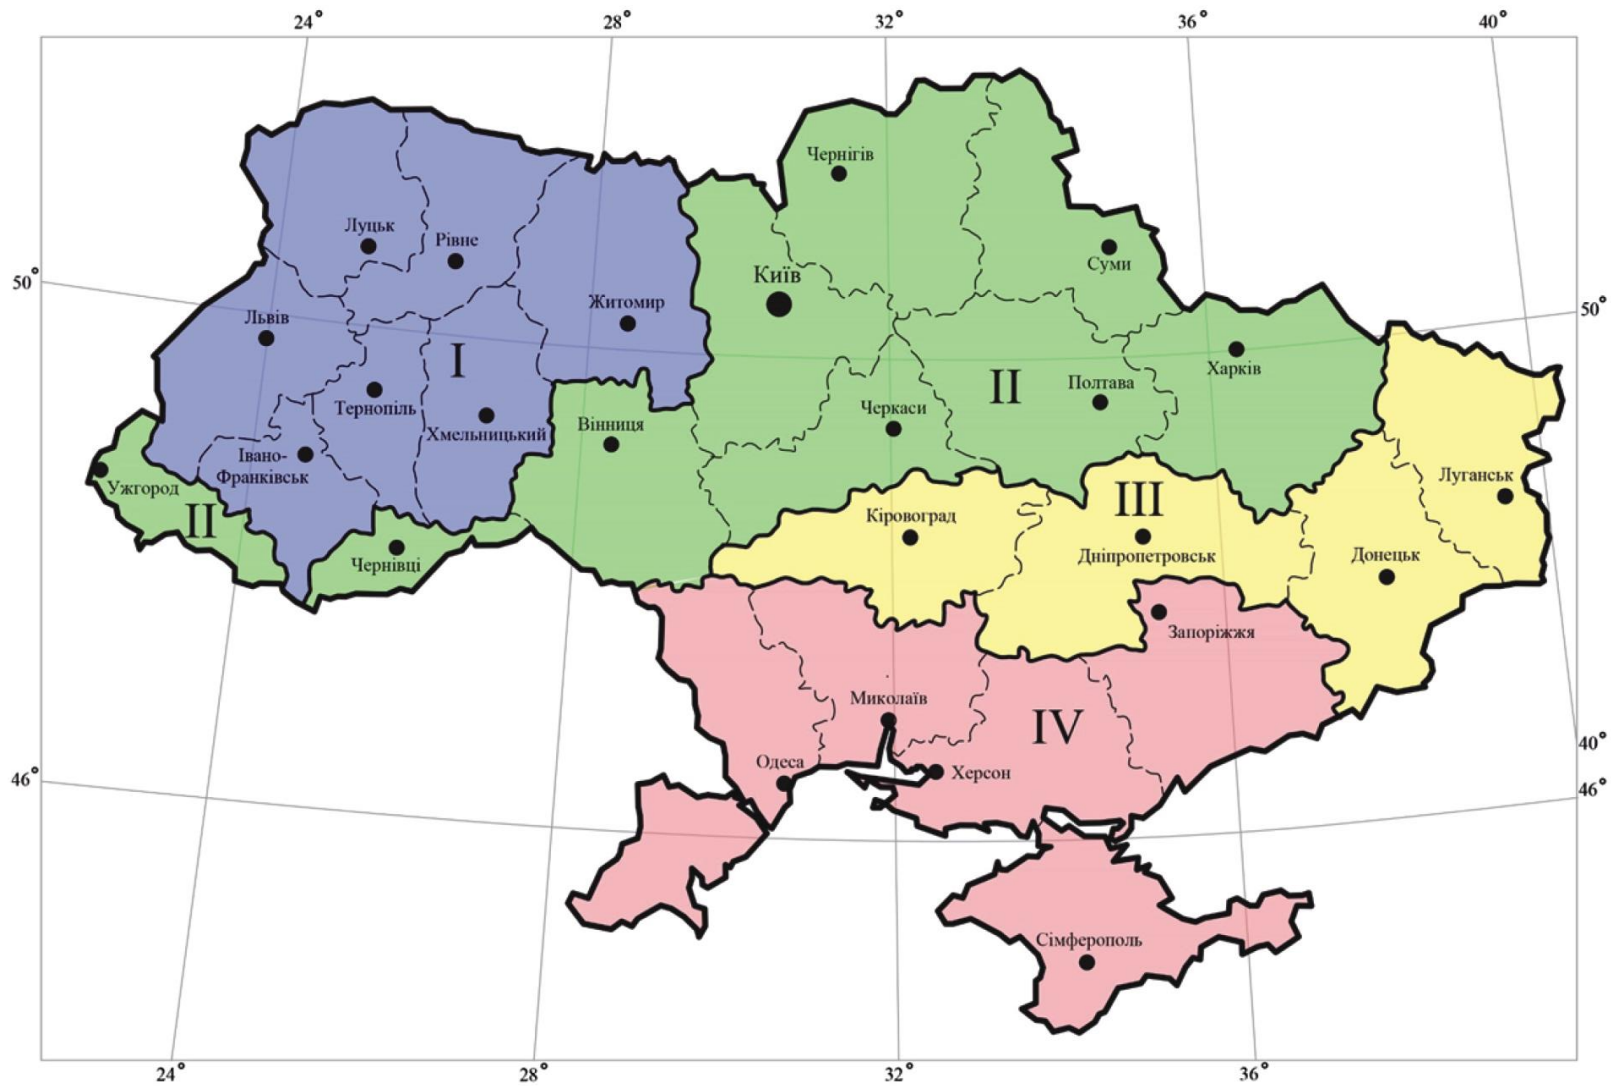 24°
28°
32°
36°
40°
Чернігів
Луцьк
Рівне
Суми
Київ
50°
50°
Житомир
Львів
I
II
Харків
Полтава
Тернопіль
Черкаси
Хмельницький
Вінниця
Івано-
Франківськ
Ужгород
II
Луганськ
III
Кіровоград
Дніпропетровськ
Донецьк
Чернівці
Запоріжжя
Миколаїв
IV
40°
Одеса
Херсон
46°
46°
Сімферополь
24°
28°
32°
36°